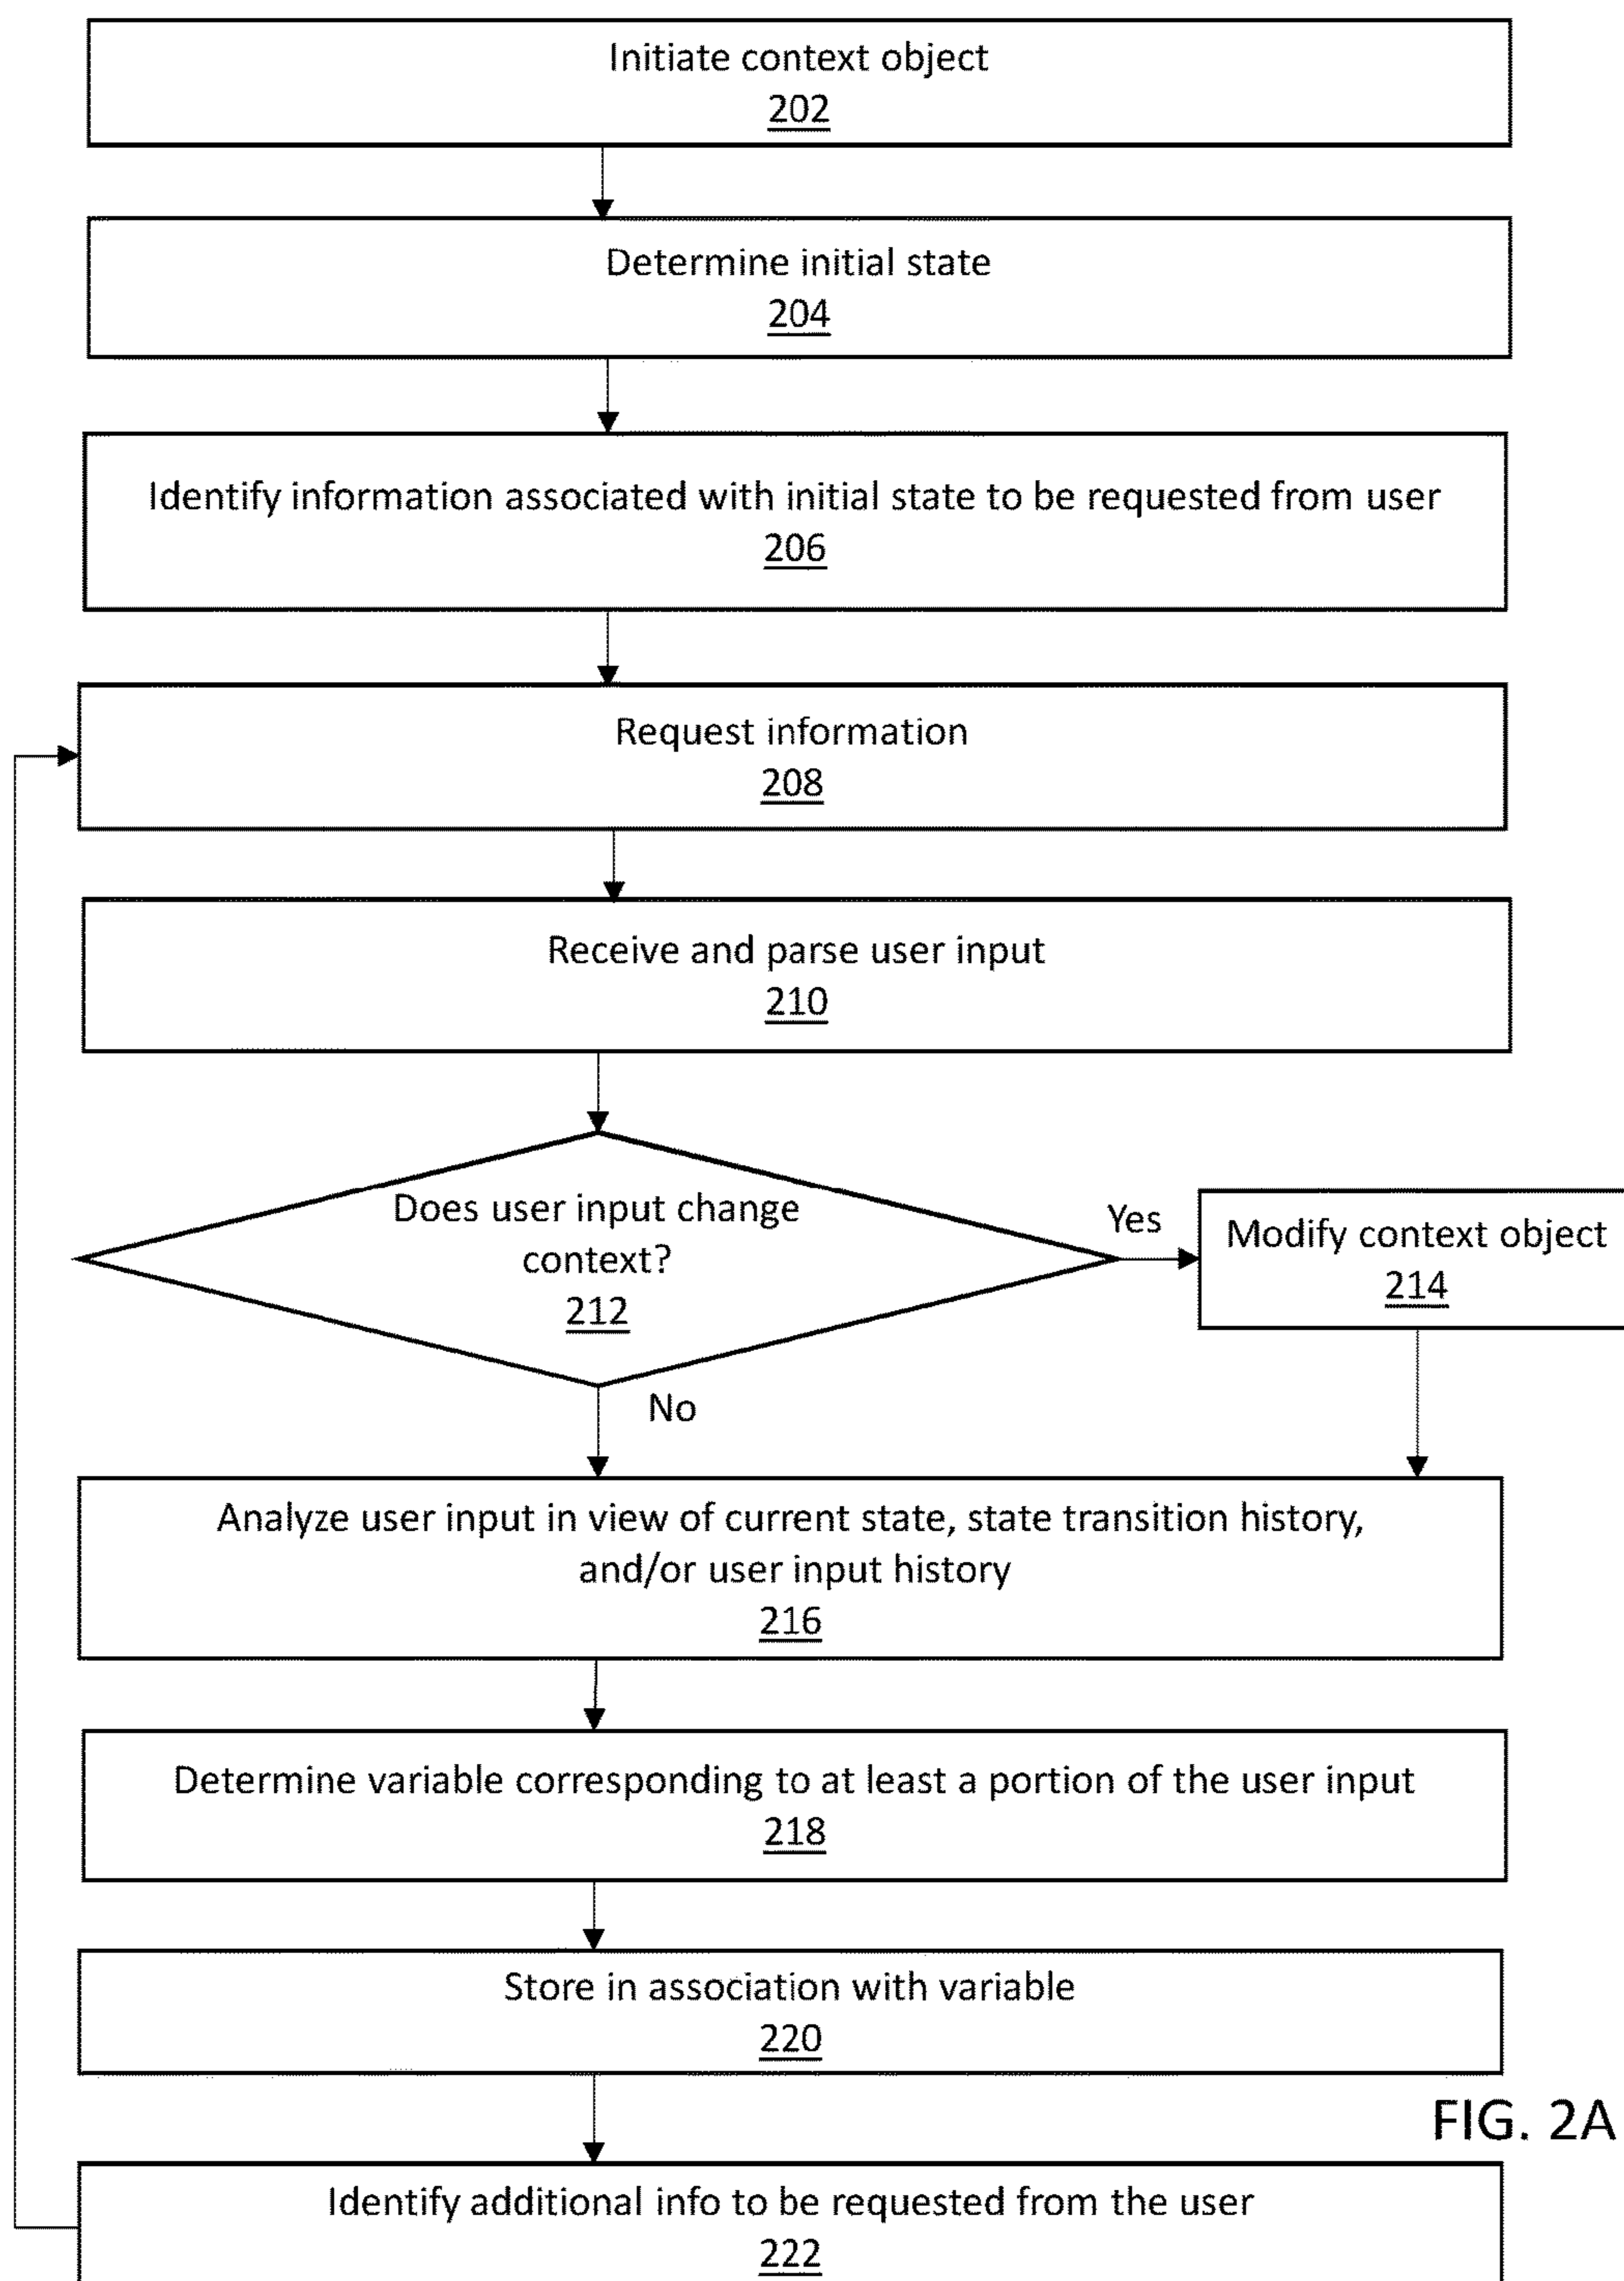 Initiate context object
202
Determine initial state
204
Identify information associated with initial state to be requested from user
206
Request information
208
Receive and parse user input
210
Does user input change
context?
212
Yes
Modify context object
214
No
Analyze user input in view of current state, state transition history,
and/or user input history
216
Determine variable corresponding to at least a portion of the user input
218
Store in association with variable
220
FIG. 2A
Identify additional info to be requested from the user
222